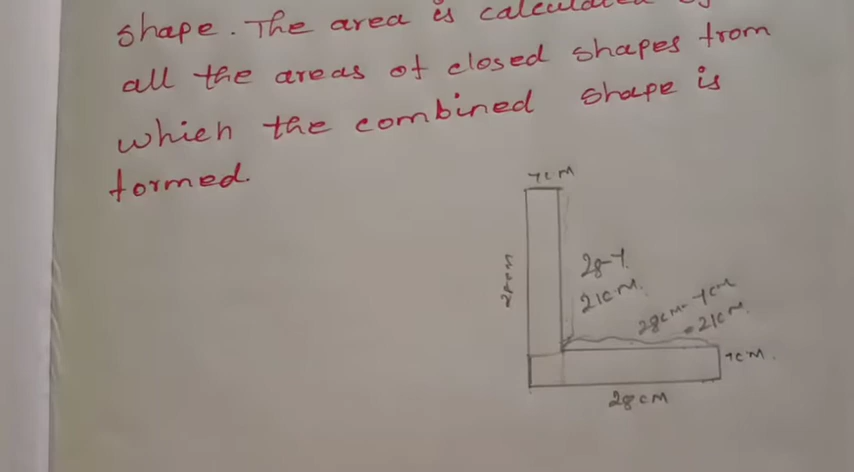 shape. The area is calculated
all the areas of closed shapes from
which the combined shape is
formed.
7cm
28-7
21cm.
28cm-7cm
=21cm.
7cm.
28cm